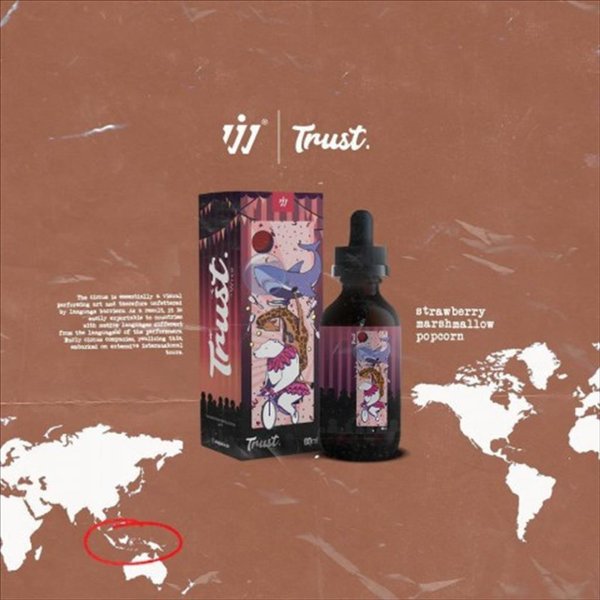 Trust.
The circus is essentially a visual
performing art and therefore unfettered
by language barriers. As a result, it is
easily exportable to countries
with native languages different
from the languages of the performers.
Early circus companies, realizing this,
embarked on extensive international
tours.
Trust.
Trust.
60ml
strawberry
marshmallow
popcorn